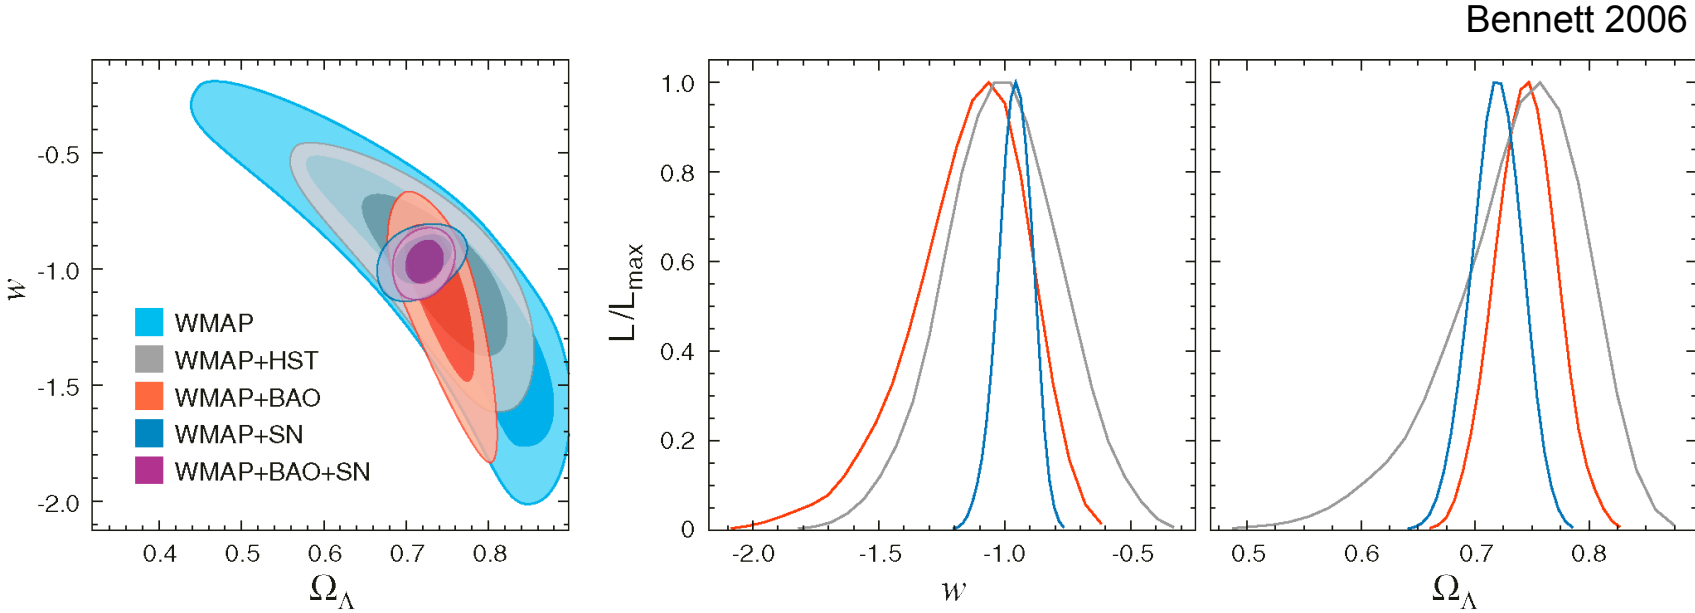 Bennett 2006
-0.5
-1.0
-1.5
-2.0
w
0.4 0.5 0.6 0.7 0.8
Ω_Λ
WMAP
WMAP+HST
WMAP+BAO
WMAP+SN
WMAP+BAO+SN
1.0
0.8
0.6
0.4
0.2
0
L/L_max
-2.0 -1.5 -1.0 -0.5
w
0.5 0.6 0.7 0.8
Ω_Λ